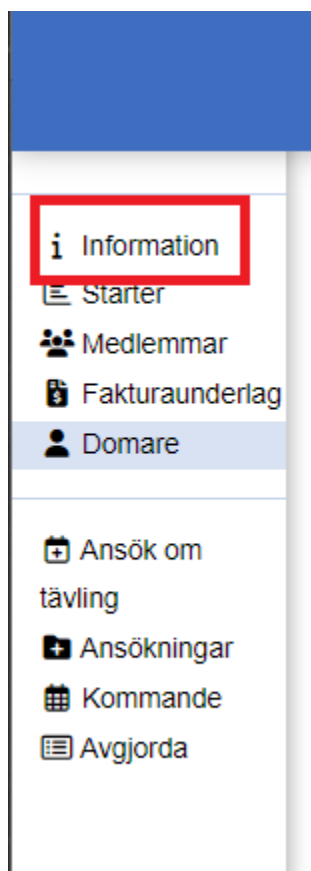 Information
Starter
Medlemmar
Fakturaunderlag
Domare
Ansök om
tävling
Ansökningar
Kommande
Avgjorda